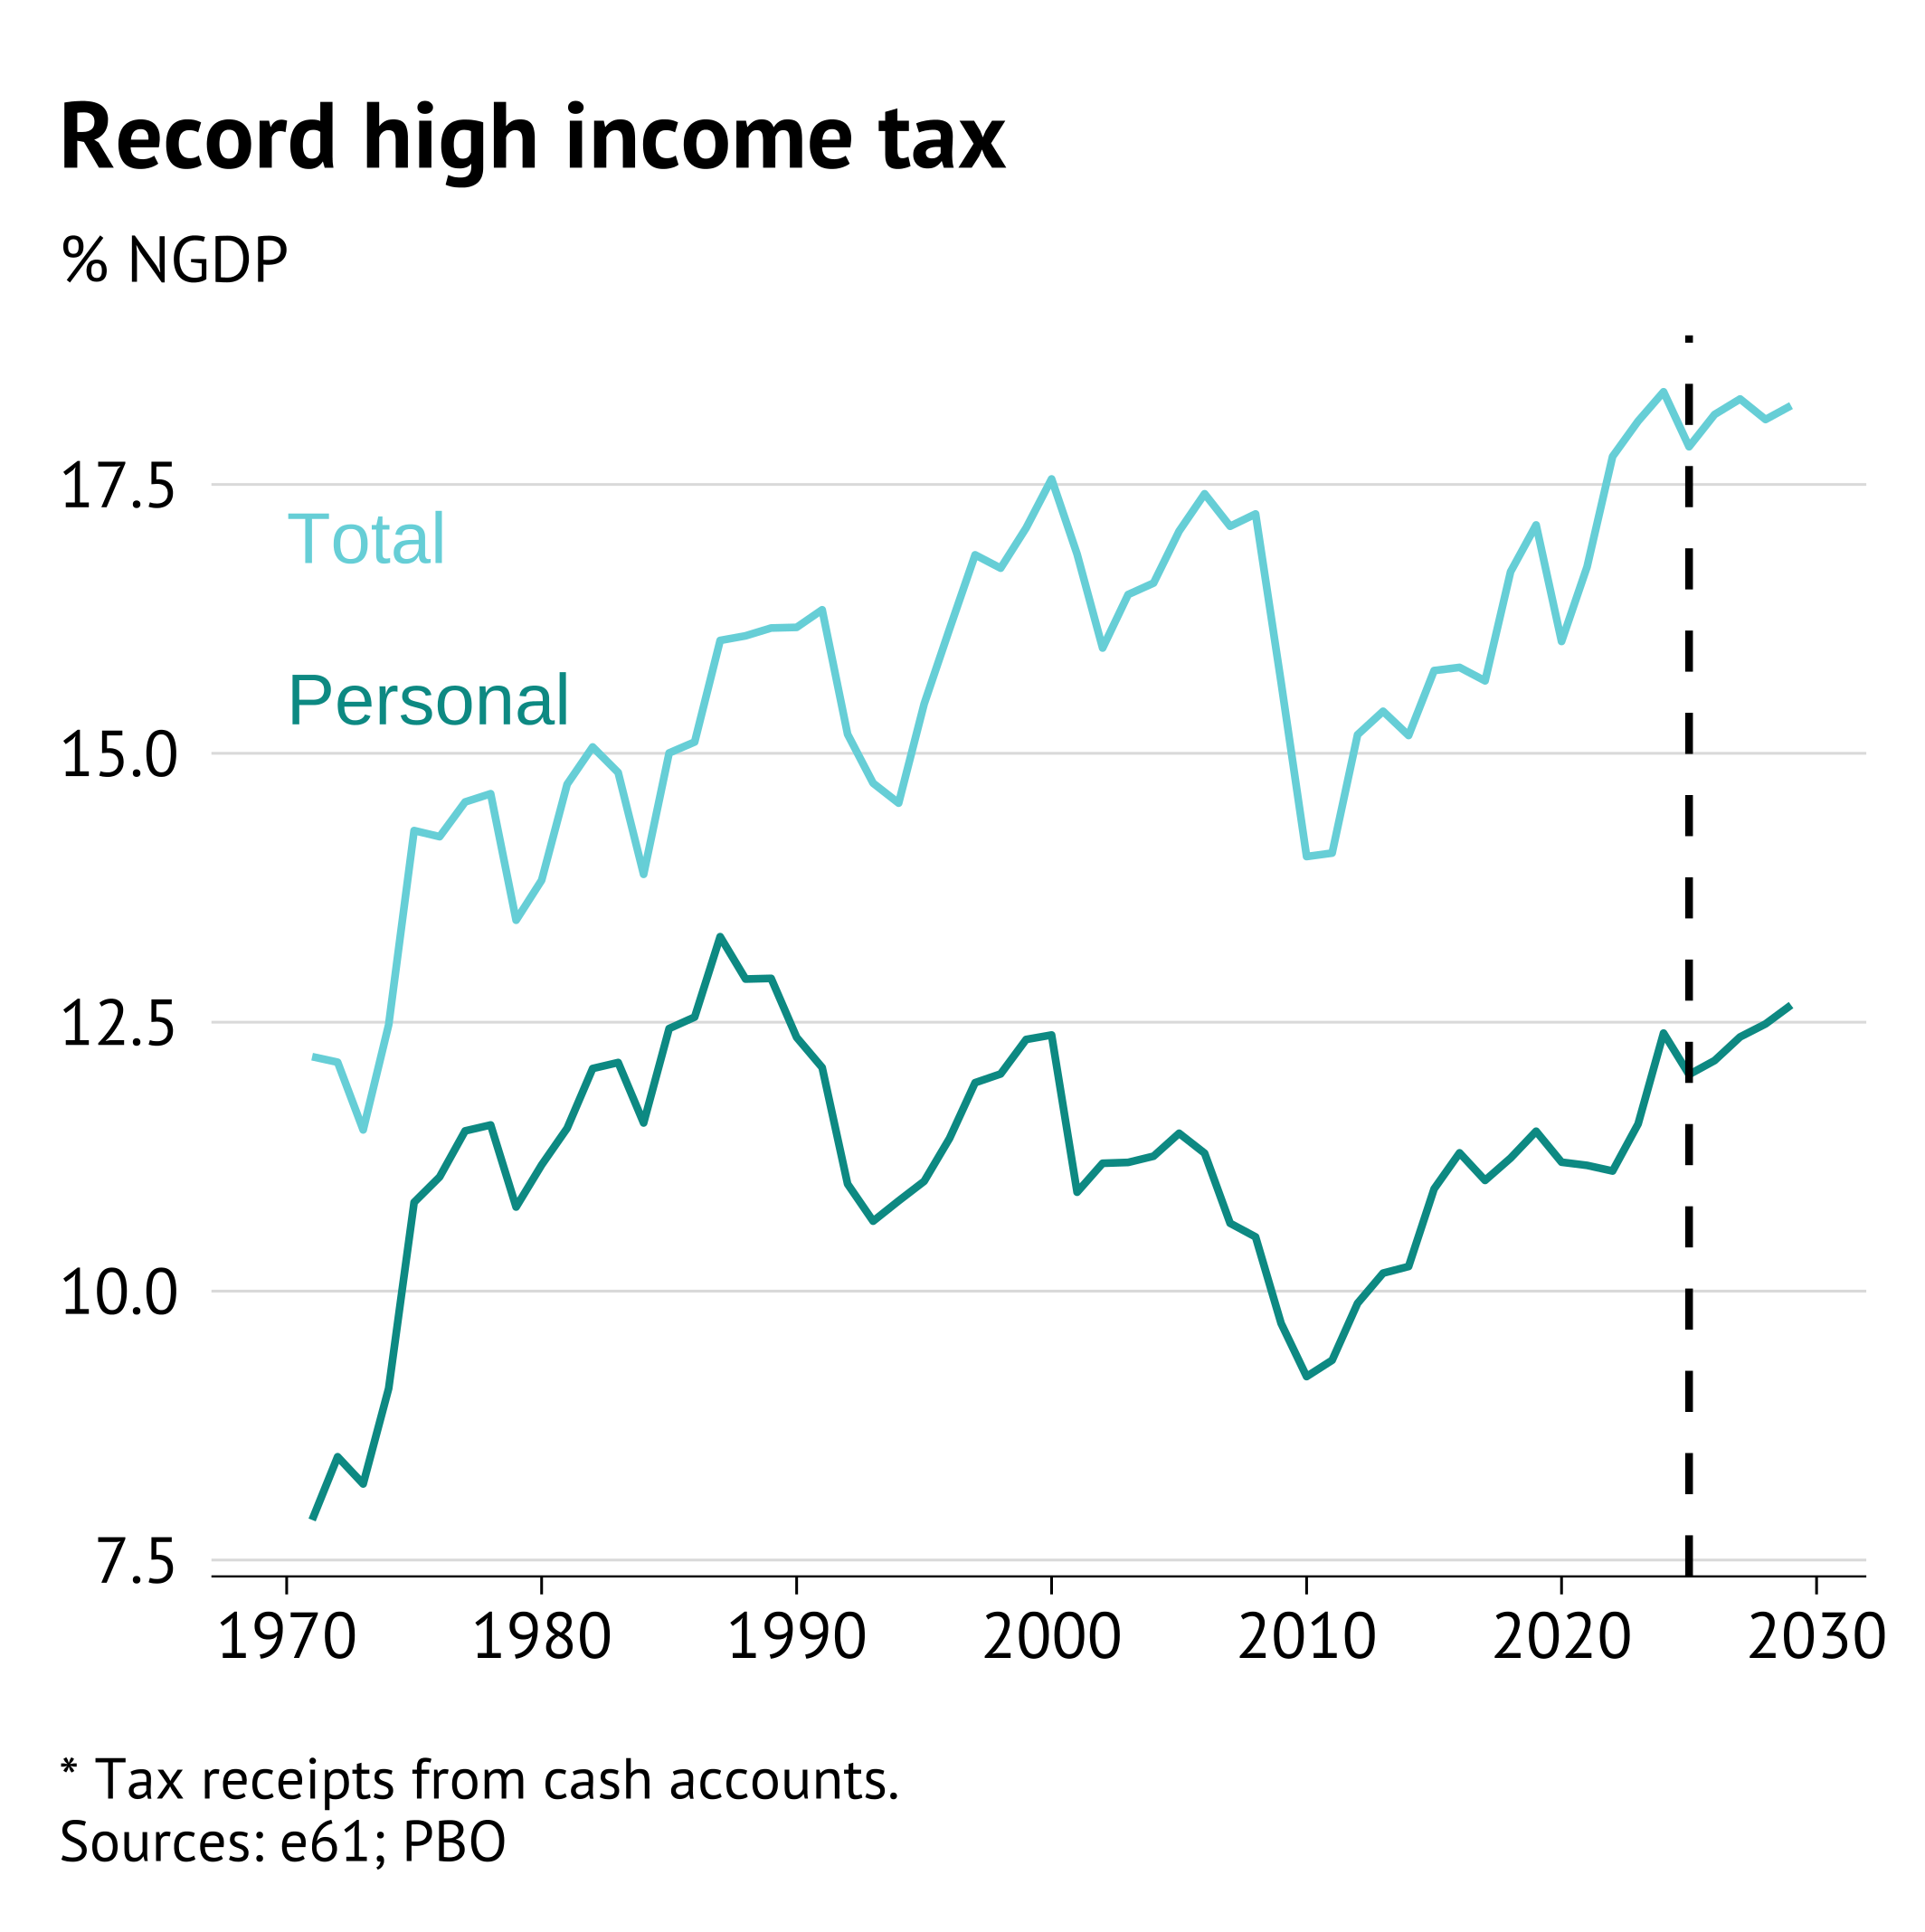 Record high income tax
% NGDP
17.5
Total
Personal
15.0
12.5
10.0
7.5
1970 1980 1990 2000 2010 2020 2030
* Tax receipts from cash accounts.
Sources: e61; PBO